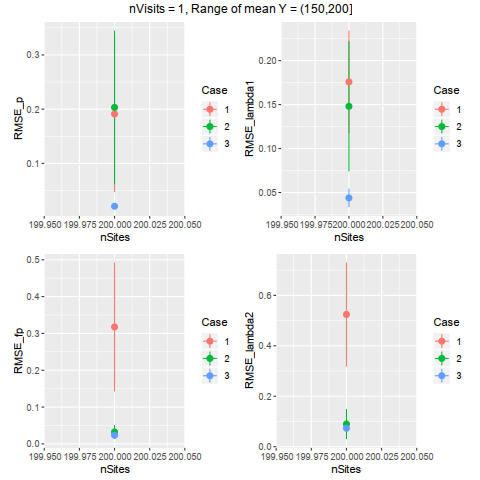 nVisits = 1, Range of mean Y = (150,200]
RMSE_p
0.3
0.2
0.1
199.950 199.975 200.000 200.025 200.050
nSites
Case
1
2
3
RMSE_lambda1
0.20
0.15
0.10
0.05
199.950 199.975 200.000 200.025 200.050
nSites
Case
1
2
3
RMSE_fp
0.5
0.4
0.3
0.2
0.1
0.0
199.950 199.975 200.000 200.025 200.050
nSites
Case
1
2
3
RMSE_lambda2
0.6
0.4
0.2
0.0
199.950 199.975 200.000 200.025 200.050
nSites
Case
1
2
3